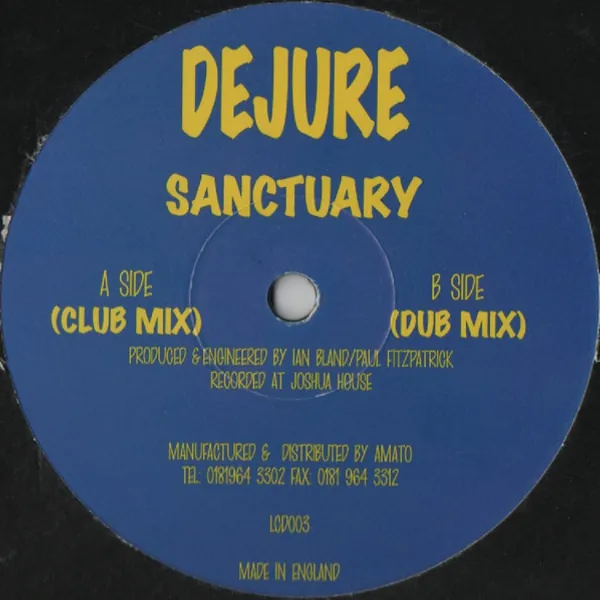 DEJURE
SANCTUARY
A SIDE
(CLUB MIX)
B SIDE
(DUB MIX)
PRODUCED & ENGINEERED BY IAN BLAND/PAUL FITZPATRICK
RECORDED AT JOSHUA HOUSE
MANUFACTURED & DISTRIBUTED BY AMATO
TEL: 0181964 3302 FAX: 0181 964 3312
LCD003
MADE IN ENGLAND